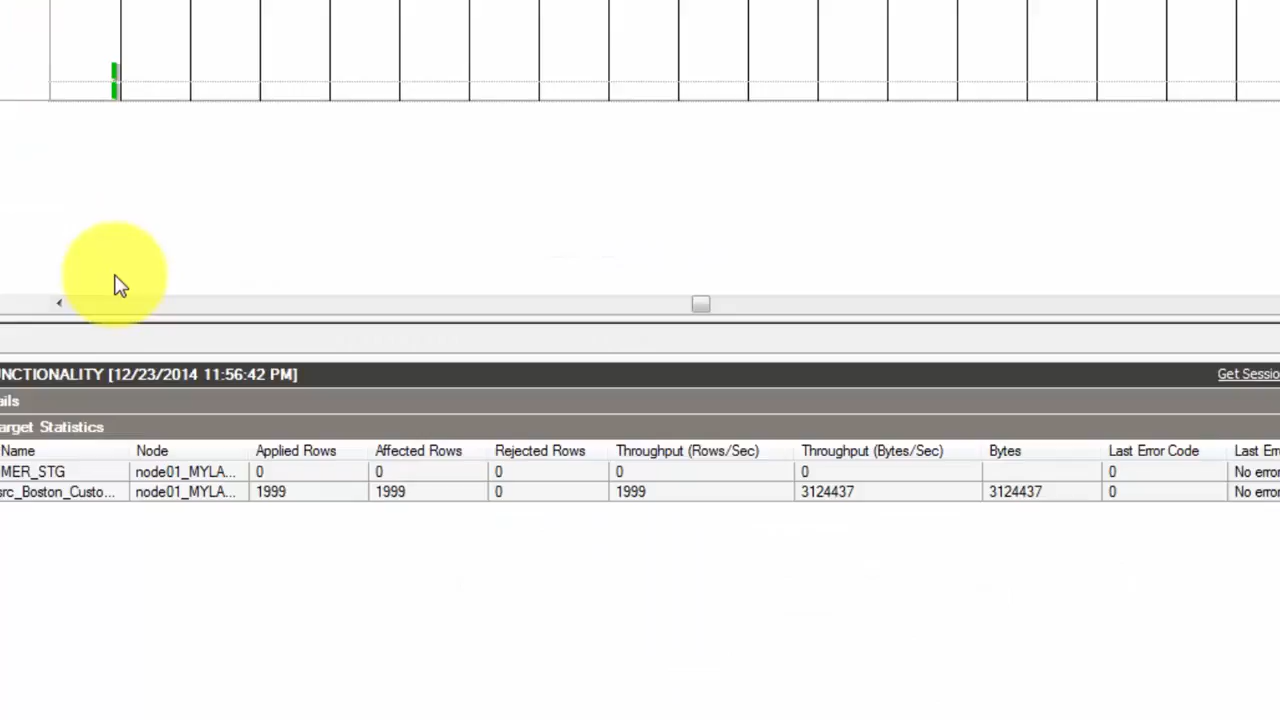 UNCTIONALITY [12/23/2014 11:56:42 PM] Get Sessio
ails
arget Statistics
Name Node Applied Rows Affected Rows Rejected Rows Throughput (Rows/Sec) Throughput (Bytes/Sec) Bytes Last Error Code Last Err
MER_STG node01_MYLA... 0 0 0 0 0 0 No error
src_Boston_Custo... node01_MYLA... 1999 1999 0 1999 3124437 3124437 0 No error